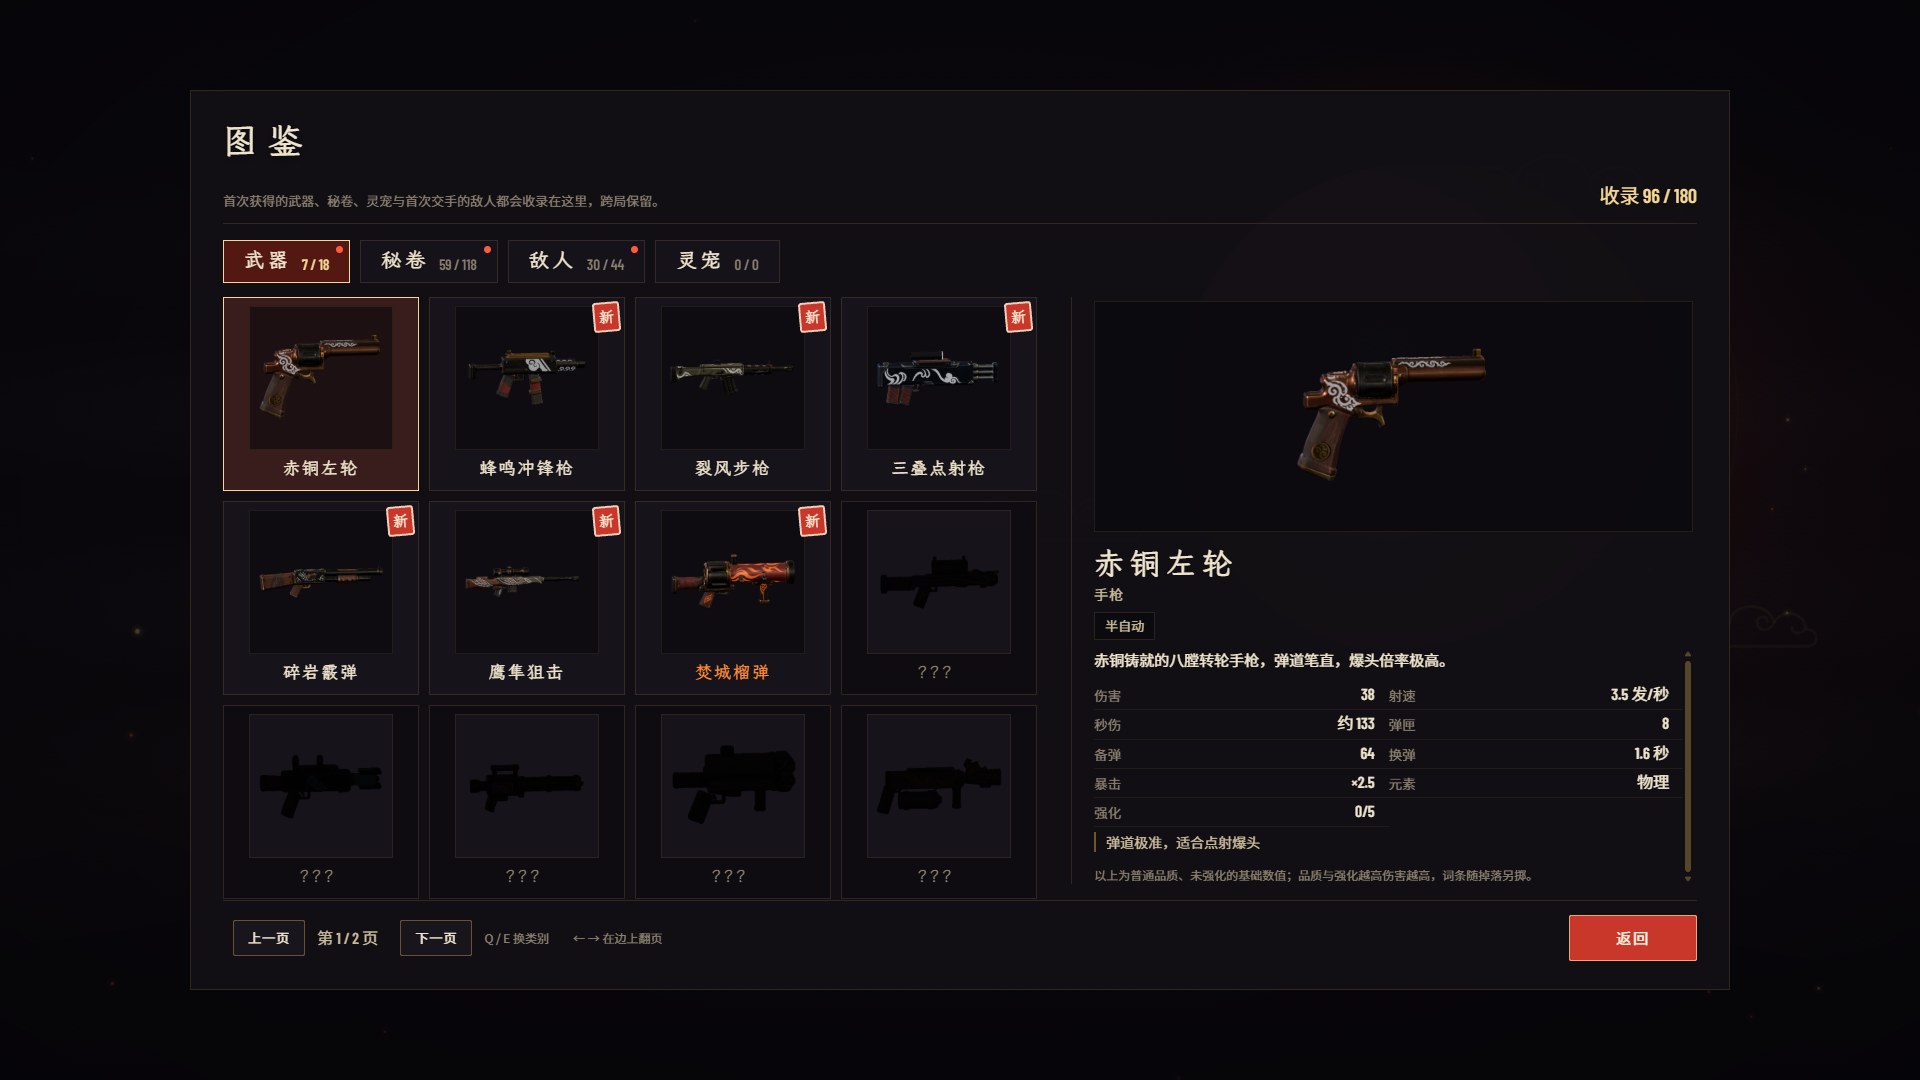 图鉴
首次获得的武器、秘卷、灵宠与首次交手的敌人都会收录在这里，跨局保留。
收录 96 / 180
武器 7 / 18
秘卷 59 / 118
敌人 30 / 44
灵宠 0 / 0
赤铜左轮
新
蜂鸣冲锋枪
新
裂风步枪
新
三叠点射枪
新
碎岩霰弹
新
鹰隼狙击
新
焚城榴弹
???
???
???
???
???
赤铜左轮
手枪
半自动
赤铜铸就的八膛转轮手枪，弹道笔直，爆头倍率极高。
伤害 38 射速 3.5 发/秒
秒伤 约 133 弹匣 8
备弹 64 换弹 1.6 秒
暴击 ×2.5 元素 物理
强化 0/5
弹道极准，适合点射爆头
以上为普通品质、未强化的基础数值；品质与强化越高伤害越高，词条随掉落另掷。
上一页 第 1 / 2 页 下一页 Q / E 换类别 ←→ 在边上翻页
返回